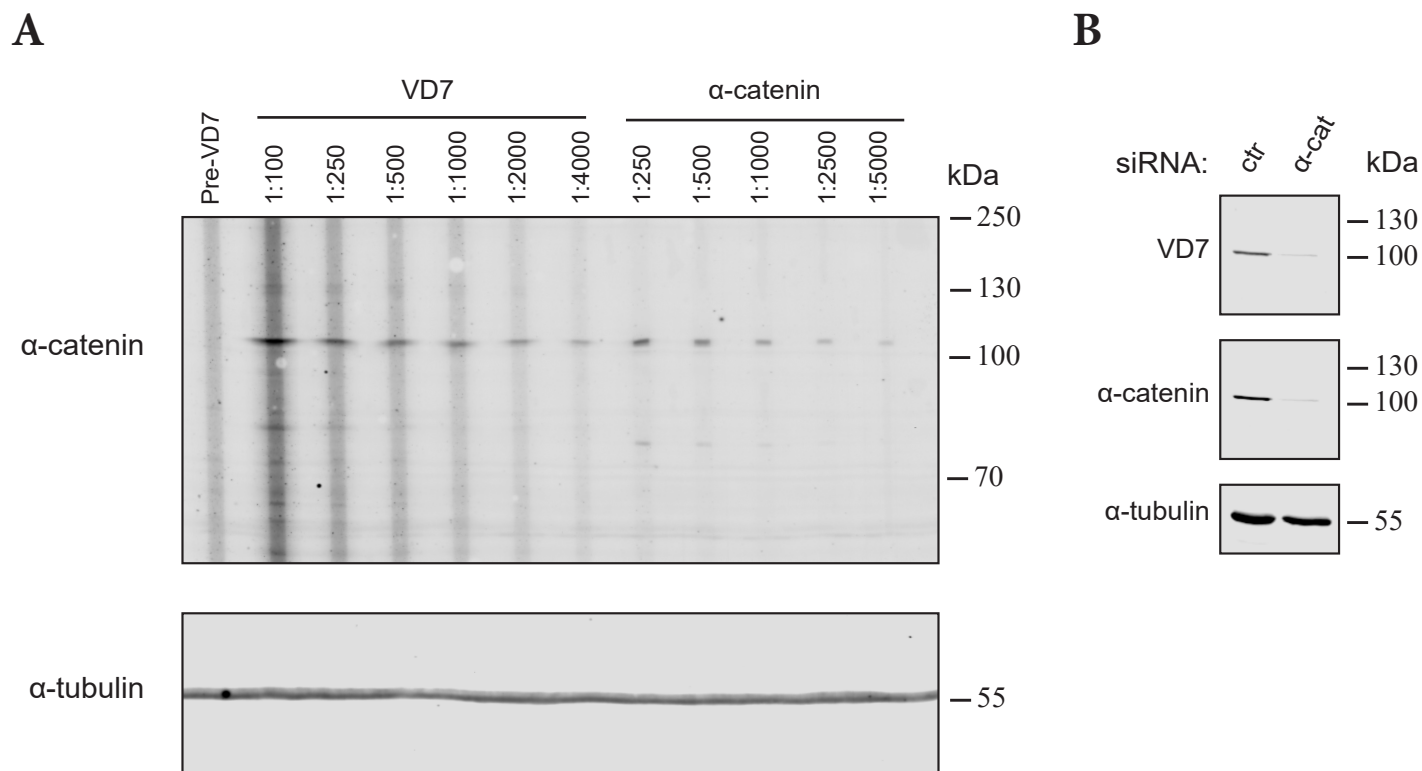 A
VD7
α-catenin
Pre-VD7
1:100
1:250
1:500
1:1000
1:2000
1:4000
1:250
1:500
1:1000
1:2500
1:5000
kDa
250
130
α-catenin
100
70
α-tubulin
55
B
siRNA: ctr α-cat kDa
130
VD7
100
130
α-catenin
100
α-tubulin
55